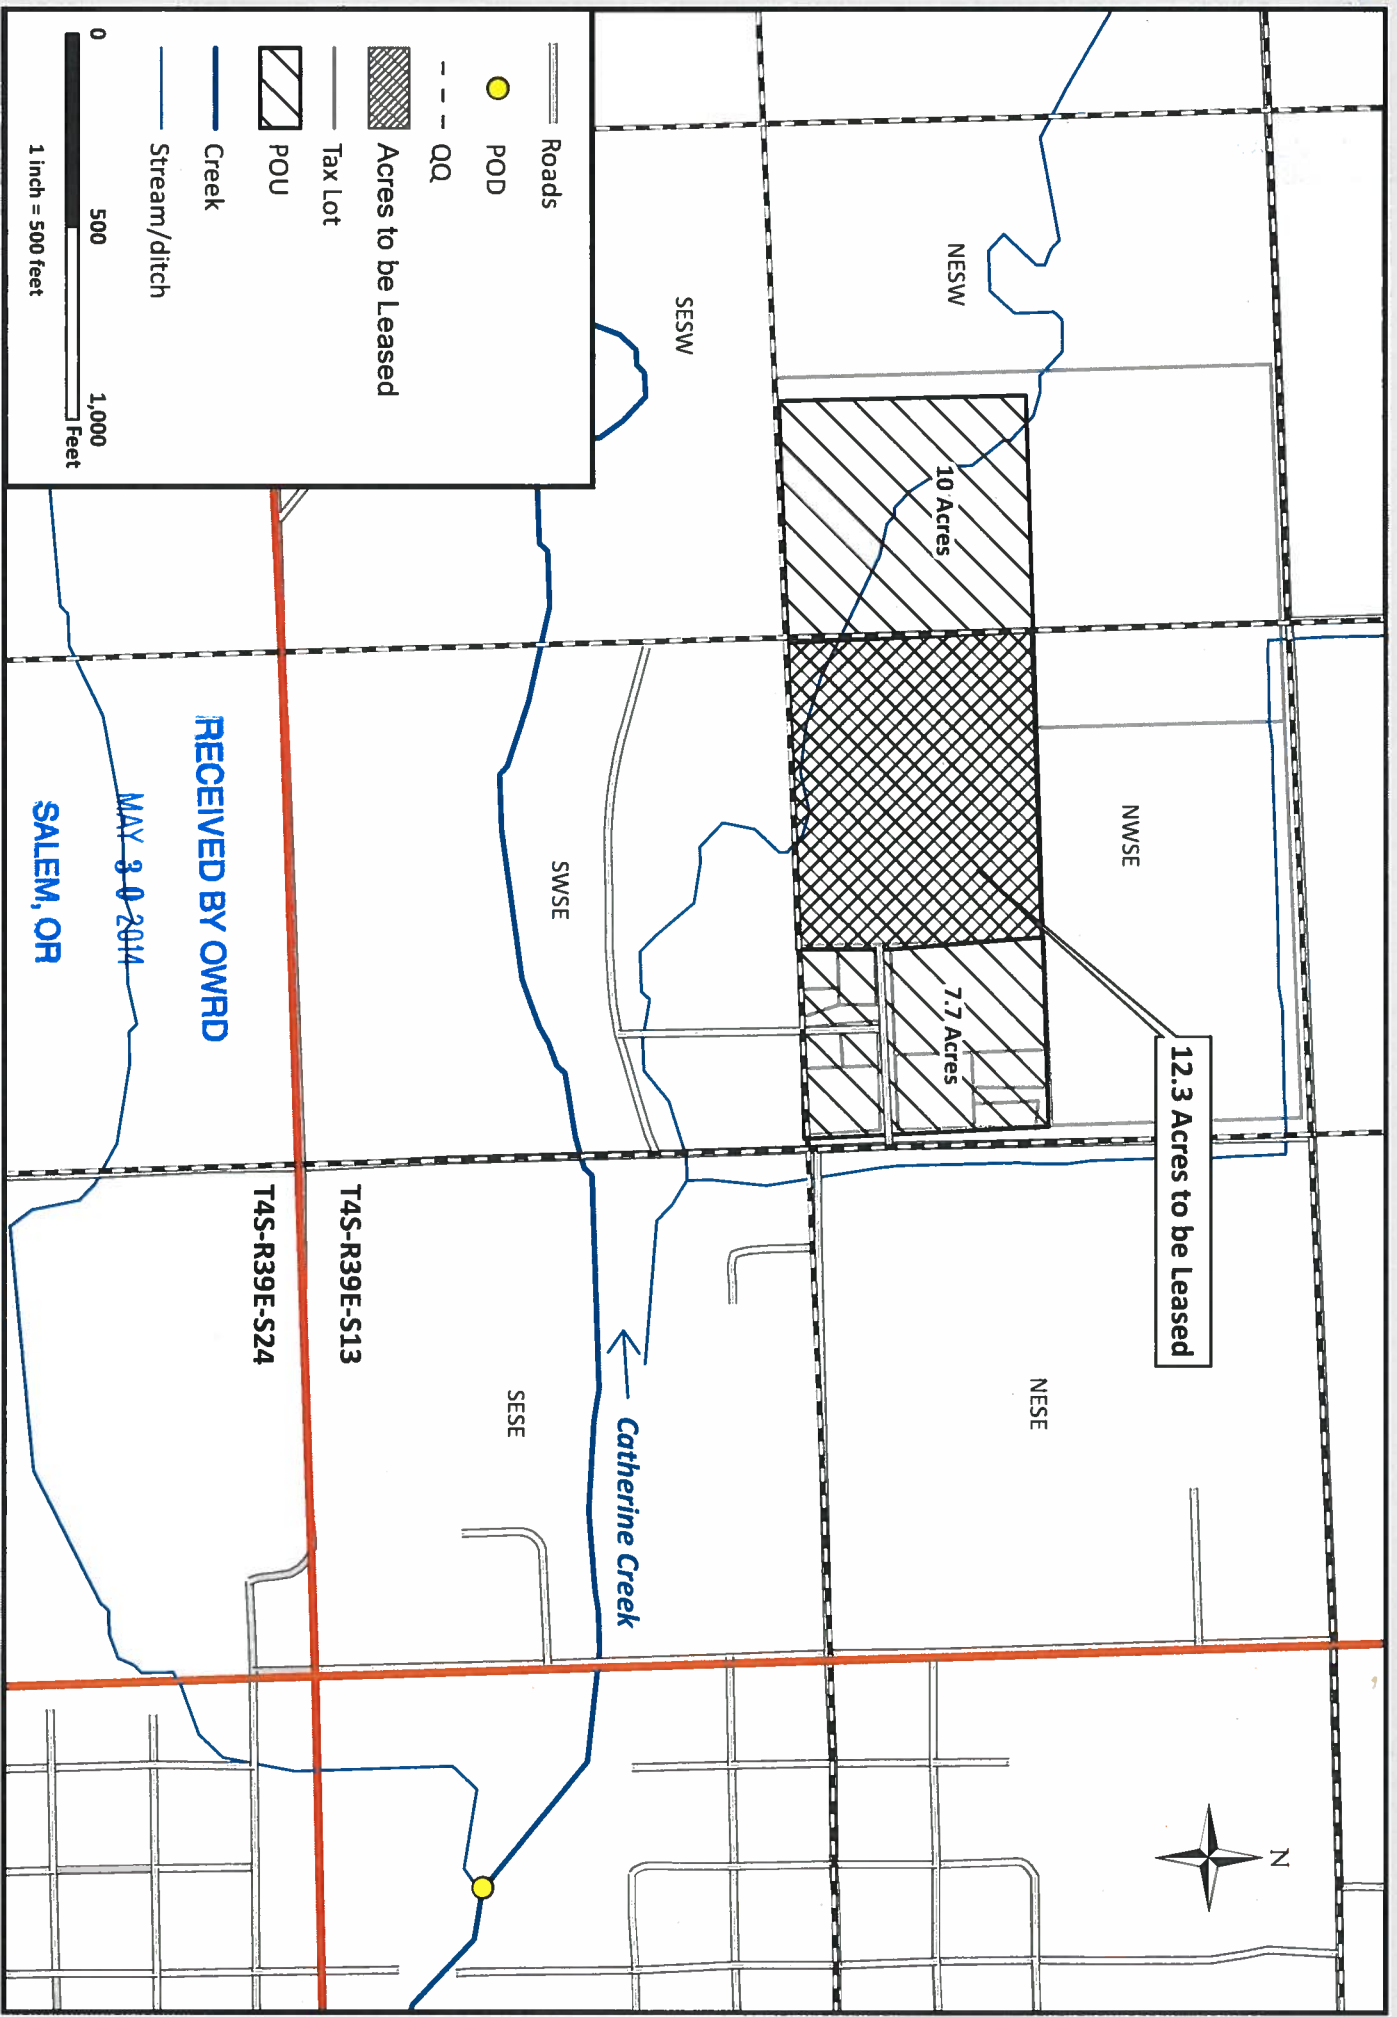 N
12.3 Acres to be Leased
NESW
NWSE
NESE
10 Acres
7.7 Acres
SESW
SWSE
SESE
Catherine Creek
T4S-R39E-S13
T4S-R39E-S24
Roads
POD
QQ
Acres to be Leased
Tax Lot
POU
Creek
Stream/ditch
0 500 1,000
Feet
1 inch = 500 feet
RECEIVED BY OWRD
MAY 30 2014
SALEM, OR